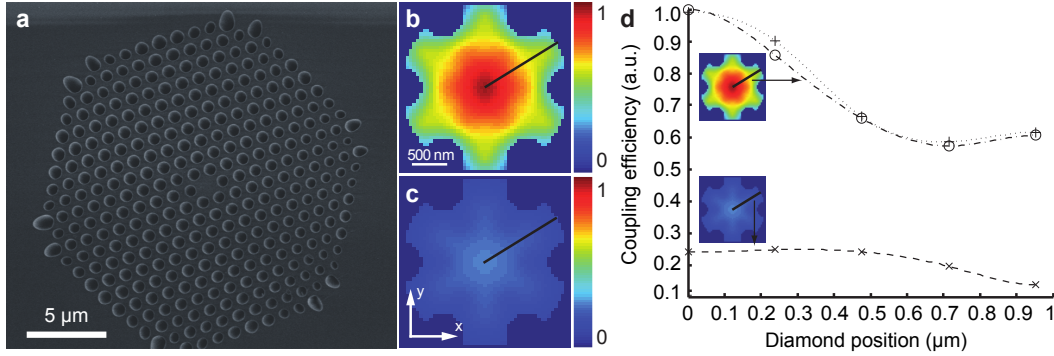 a
5 µm
b
500 nm
1
0
c
y
x
1
0
d
Coupling efficiency (a.u.)
1.0
0.9
0.8
0.7
0.6
0.5
0.4
0.3
0.2
0.1
0 0.1 0.2 0.3 0.4 0.5 0.6 0.7 0.8 0.9 1
Diamond position (µm)